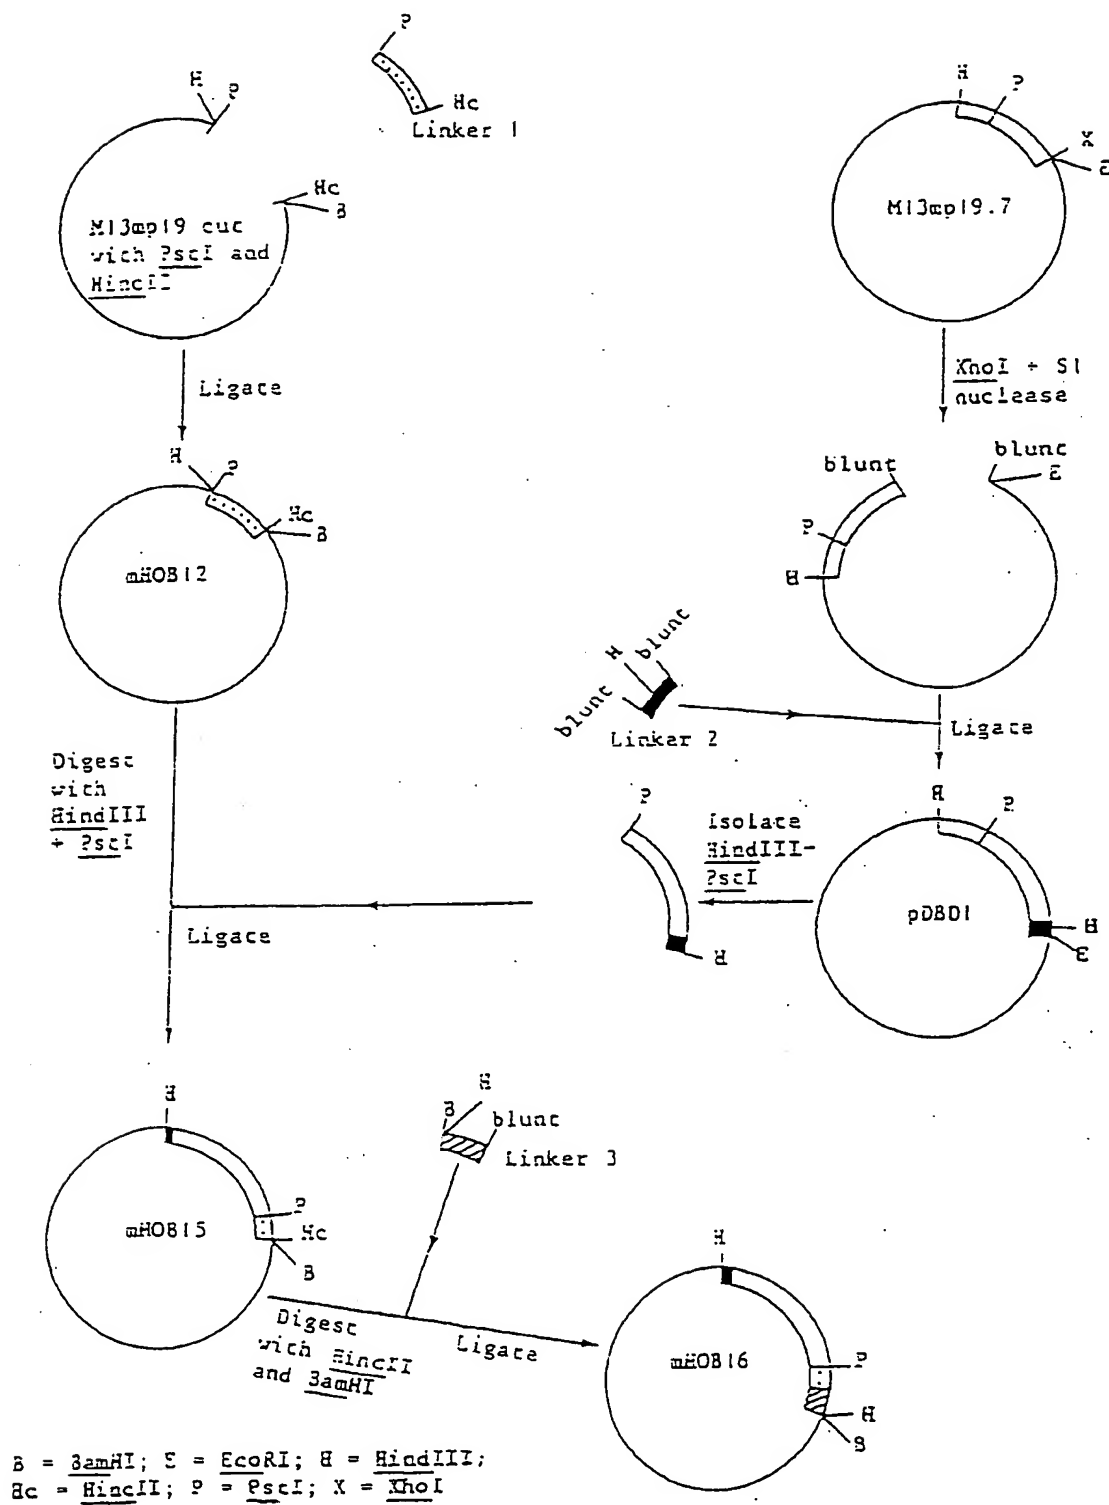 P
H
P
Hc
Linker 1
Hc
B
M13mp19 cut
with PstI and
HincII
H
P
X
E
M13mp19.7
Ligate
XhoI + S1
nuclease
H
P
Hc
B
mHOB12
blunt
blunt
E
P
H
H
blunt
blunt
Linker 2
Ligate
Digest
with
HindIII
+ PstI
P
Isolate
HindIII-
PstI
H
P
pDBD1
H
E
H
Ligate
H
mHOB15
P
Hc
B
B
H
blunt
Linker 3
Digest
with HincII
and BamHI
Ligate
H
mHOB16
P
H
B
B = BamHI; E = EcoRI; H = HindIII;
Hc = HincII; P = PstI; X = XhoI